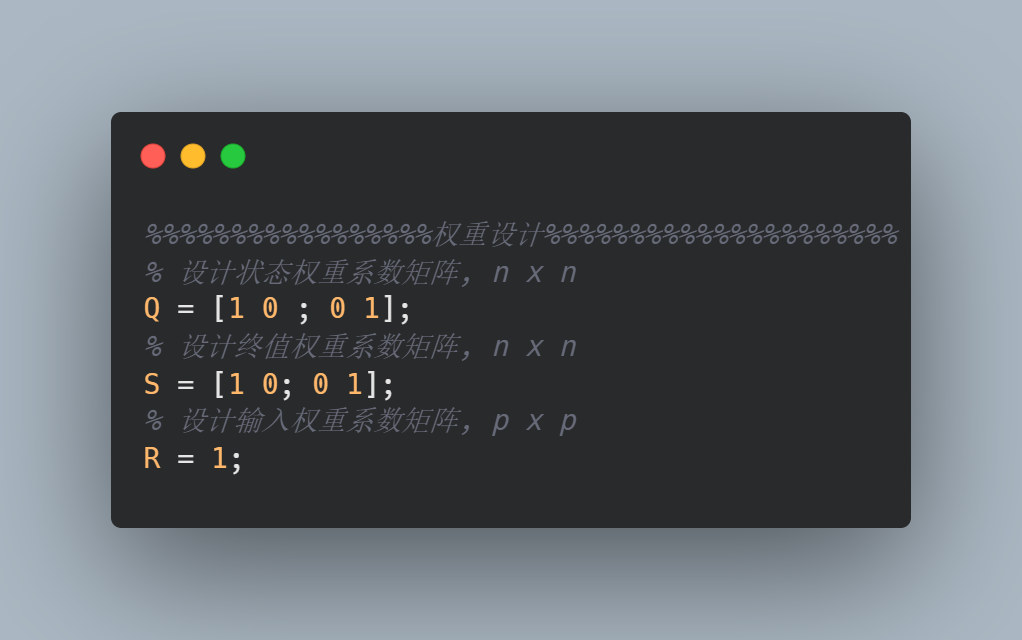 %%%%%%%%%%%%%%%%%权重设计%%%%%%%%%%%%%%%%%%%%%
% 设计状态权重系数矩阵, n x n
Q = [1 0 ; 0 1];
% 设计终值权重系数矩阵, n x n
S = [1 0; 0 1];
% 设计输入权重系数矩阵, p x p
R = 1;